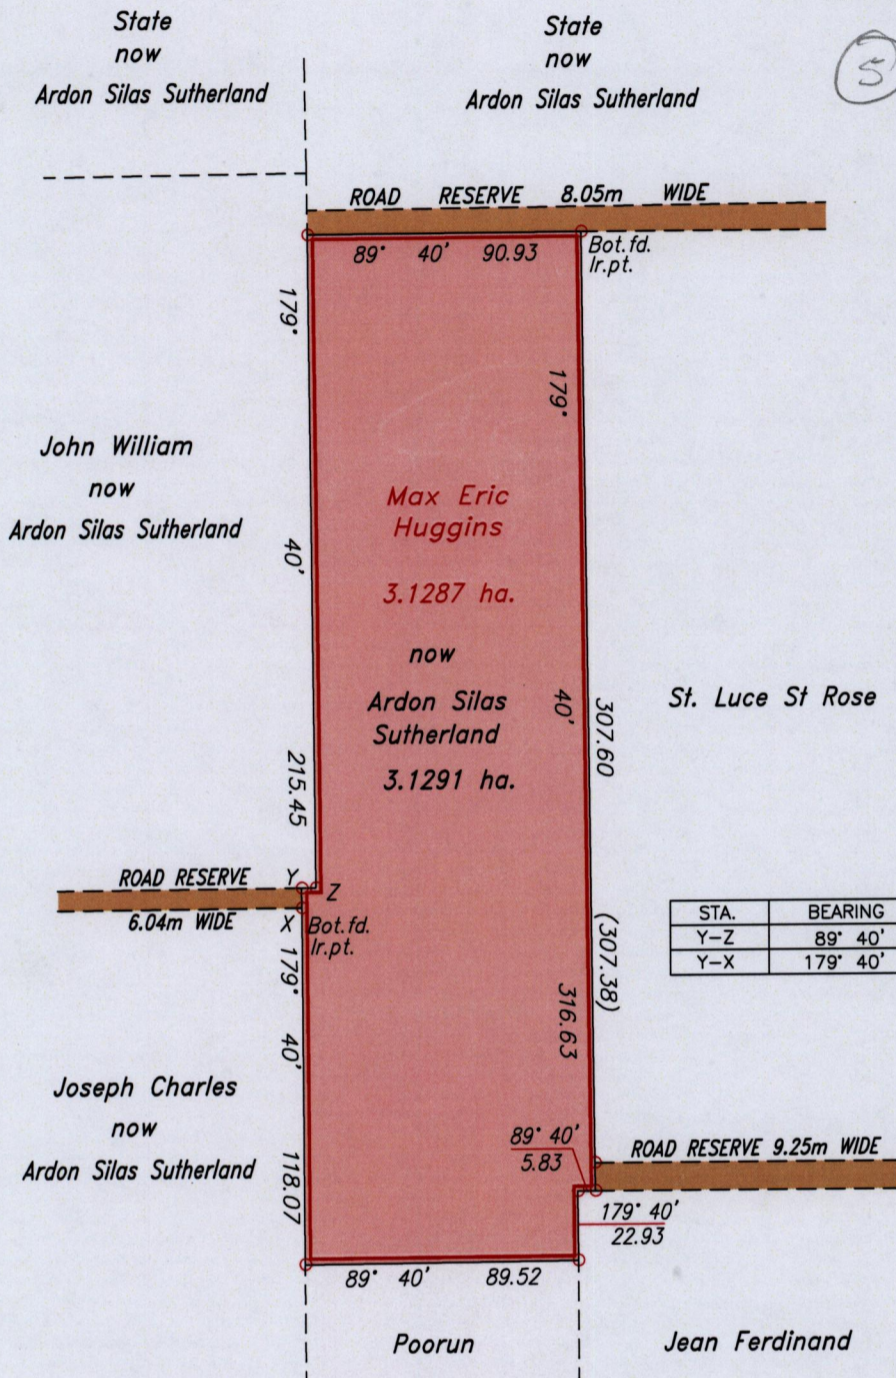 State
now
Ardon Silas Sutherland
State
now
Ardon Silas Sutherland
5
ROAD RESERVE 8.05m WIDE
89° 40' 90.93
Bot.fd.
Ir.pt.
179° 40' 215.45
179° 40' 316.63
307.60
(307.38)
John William
now
Ardon Silas Sutherland
Max Eric
Huggins
3.1287 ha.
now
Ardon Silas
Sutherland
3.1291 ha.
St. Luce St Rose
ROAD RESERVE
6.04m WIDE
Y
Z
X
Bot.fd.
Ir.pt.
STA. BEARING
Y-Z 89° 40'
Y-X 179° 40'
179° 40' 118.07
Joseph Charles
now
Ardon Silas Sutherland
89° 40'
5.83
ROAD RESERVE 9.25m WIDE
179° 40'
22.93
89° 40' 89.52
Poorun
Jean Ferdinand